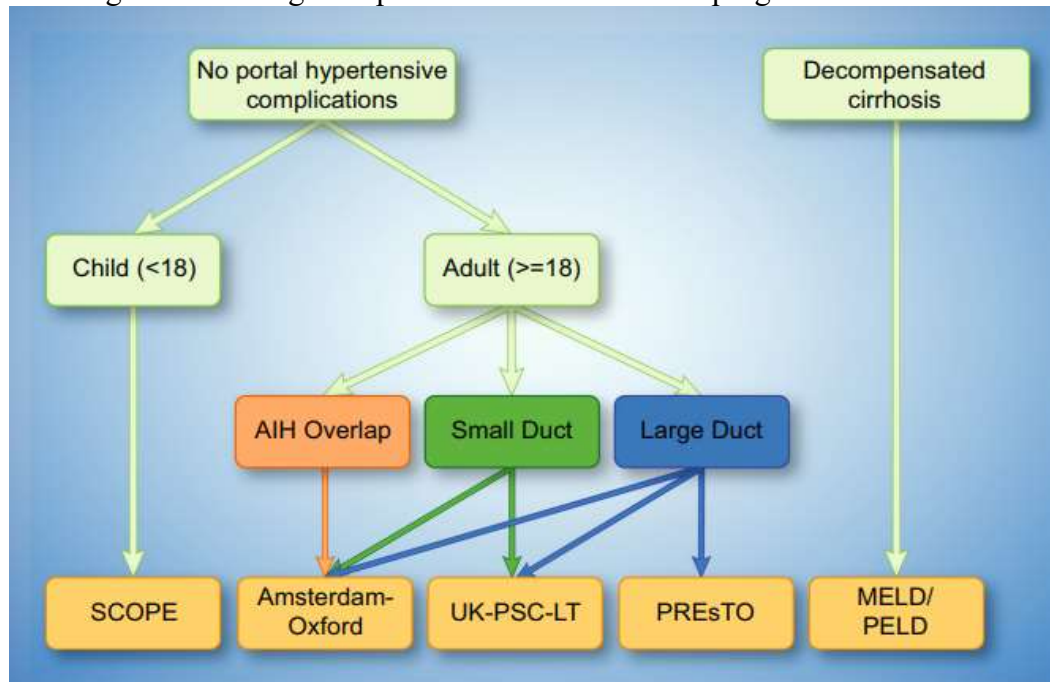 No portal hypertensive
complications
Decompensated
cirrhosis
Child (<18)
Adult (>=18)
AIH Overlap
Small Duct
Large Duct
SCOPE
Amsterdam-
Oxford
UK-PSC-LT
PREsTO
MELD/
PELD